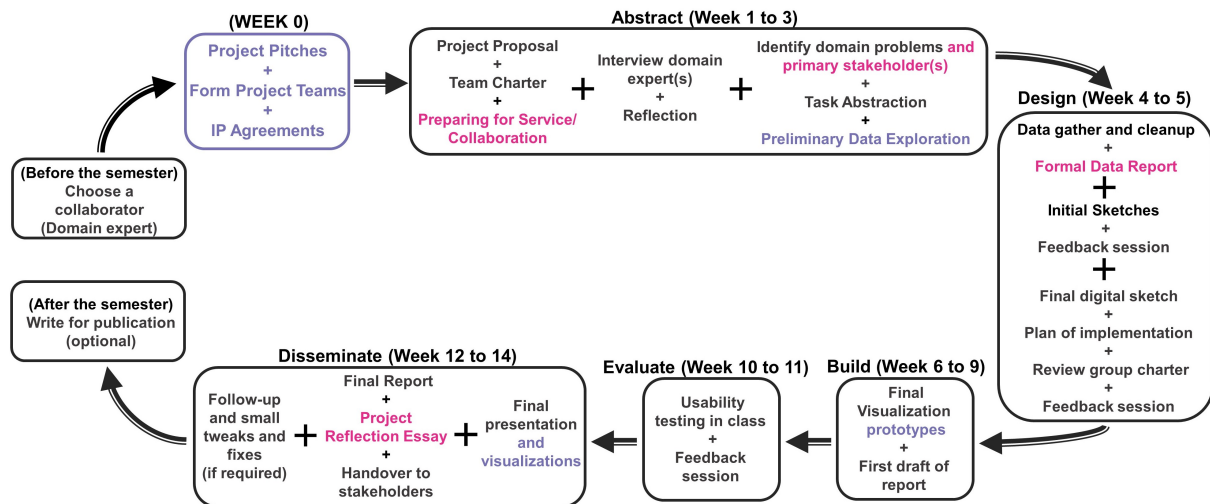 (WEEK 0)
Project Pitches
+
Form Project Teams
+
IP Agreements
(Before the semester)
Choose a
collaborator
(Domain expert)
Abstract (Week 1 to 3)
Project Proposal
+
Team Charter
+
Preparing for Service/
Collaboration
+
Interview domain
expert(s)
+
Reflection
+
Identify domain problems and
primary stakeholder(s)
+
Task Abstraction
+
Preliminary Data Exploration
Design (Week 4 to 5)
Data gather and cleanup
+
Formal Data Report
+
Initial Sketches
+
Feedback session
+
Final digital sketch
+
Plan of implementation
+
Review group charter
+
Feedback session
Build (Week 6 to 9)
Final
Visualization
prototypes
+
First draft of
report
Evaluate (Week 10 to 11)
Usability
testing in class
+
Feedback
session
Disseminate (Week 12 to 14)
Follow-up
and small
tweaks and
fixes
(if required)
+
Final Report
+
Project
Reflection Essay
+
Handover to
stakeholders
+
Final
presentation
and
visualizations
(After the semester)
Write for publication
(optional)